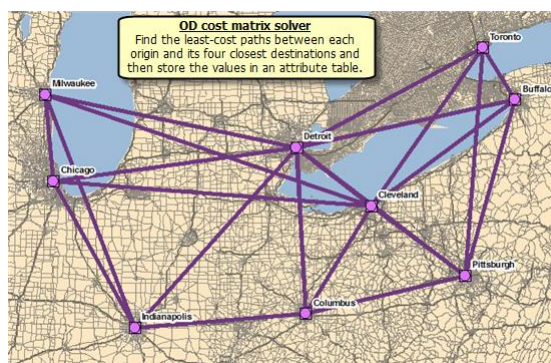 OD cost matrix solver
Find the least-cost paths between each
origin and its four closest destinations and
then store the values in an attribute table.
Toronto
Milwaukee
Buffalo
Detroit
Chicago
Cleveland
Pittsburgh
Columbus
Indianapolis